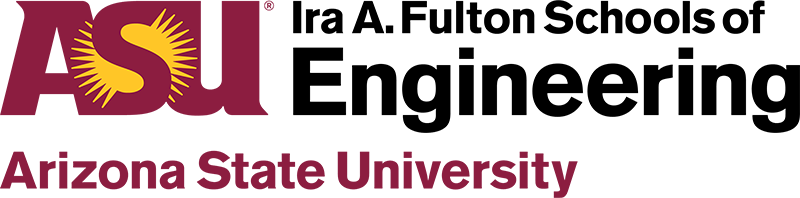 ASU® Ira A. Fulton Schools of
Engineering
Arizona State University